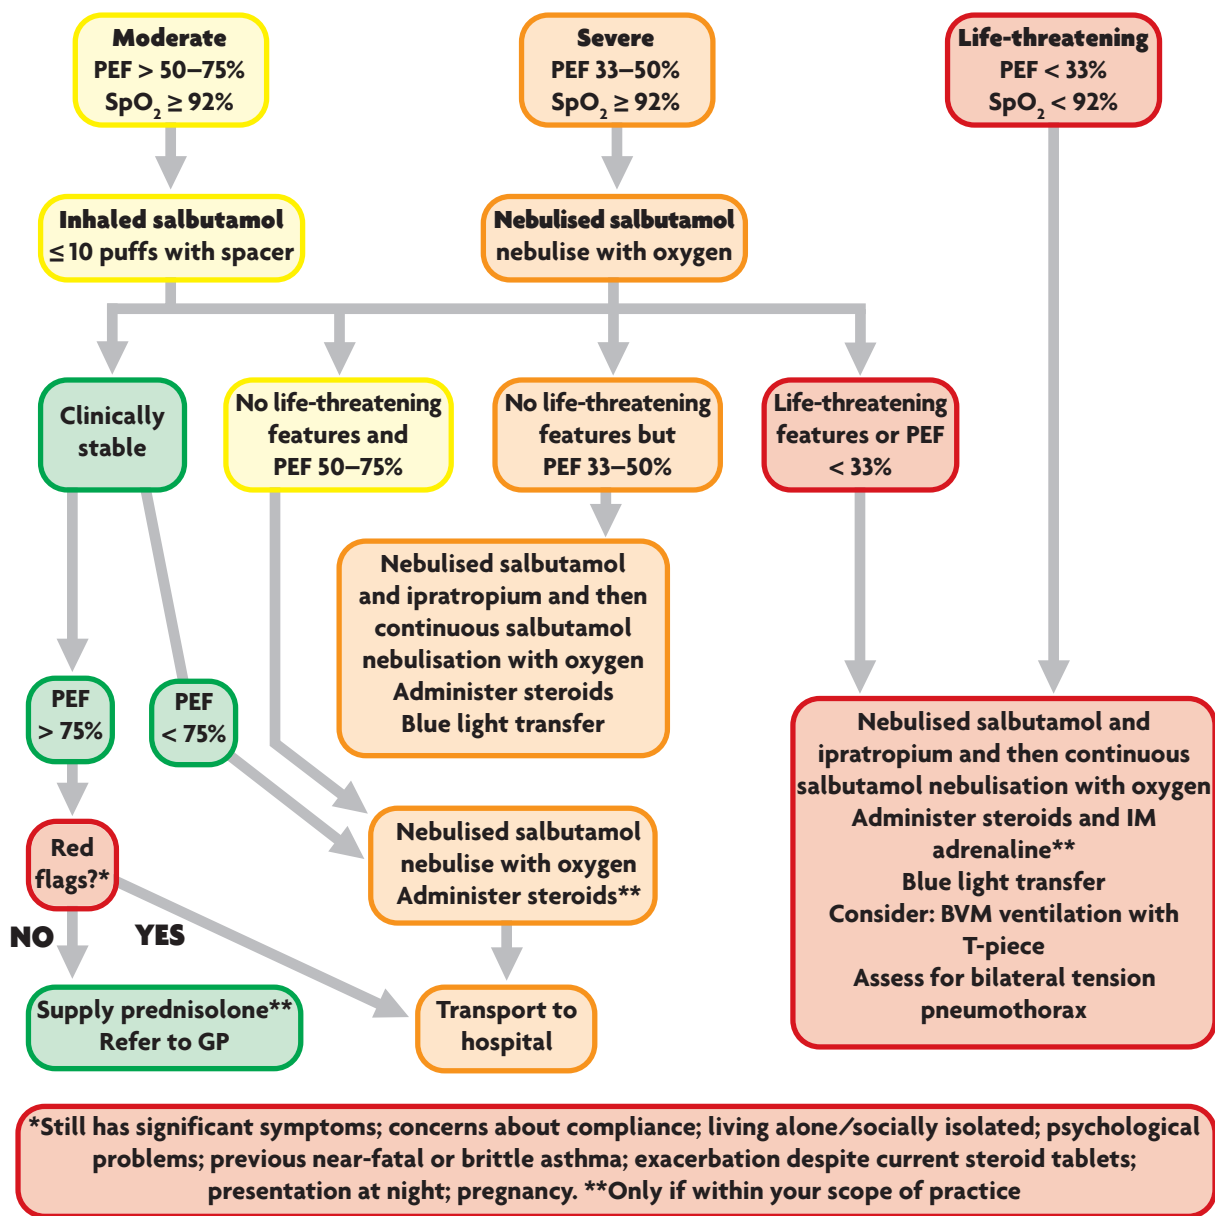 Moderate
PEF > 50–75%
SpO₂ ≥ 92%
Severe
PEF 33–50%
SpO₂ ≥ 92%
Life-threatening
PEF < 33%
SpO₂ < 92%
Inhaled salbutamol
≤ 10 puffs with spacer
Nebulised salbutamol
nebulise with oxygen
Clinically
stable
No life-threatening
features and
PEF 50–75%
No life-threatening
features but
PEF 33–50%
Life-threatening
features or PEF
< 33%
Nebulised salbutamol
and ipratropium and then
continuous salbutamol
nebulisation with oxygen
Administer steroids
Blue light transfer
PEF
> 75%
PEF
< 75%
Nebulised salbutamol and
ipratropium and then continuous
salbutamol nebulisation with oxygen
Administer steroids and IM
adrenaline**
Blue light transfer
Consider: BVM ventilation with
T-piece
Assess for bilateral tension
pneumothorax
Nebulised salbutamol
nebulise with oxygen
Administer steroids**
Red
flags?*
NO
YES
Supply prednisolone**
Refer to GP
Transport to
hospital
*Still has significant symptoms; concerns about compliance; living alone/socially isolated; psychological
problems; previous near-fatal or brittle asthma; exacerbation despite current steroid tablets;
presentation at night; pregnancy. **Only if within your scope of practice